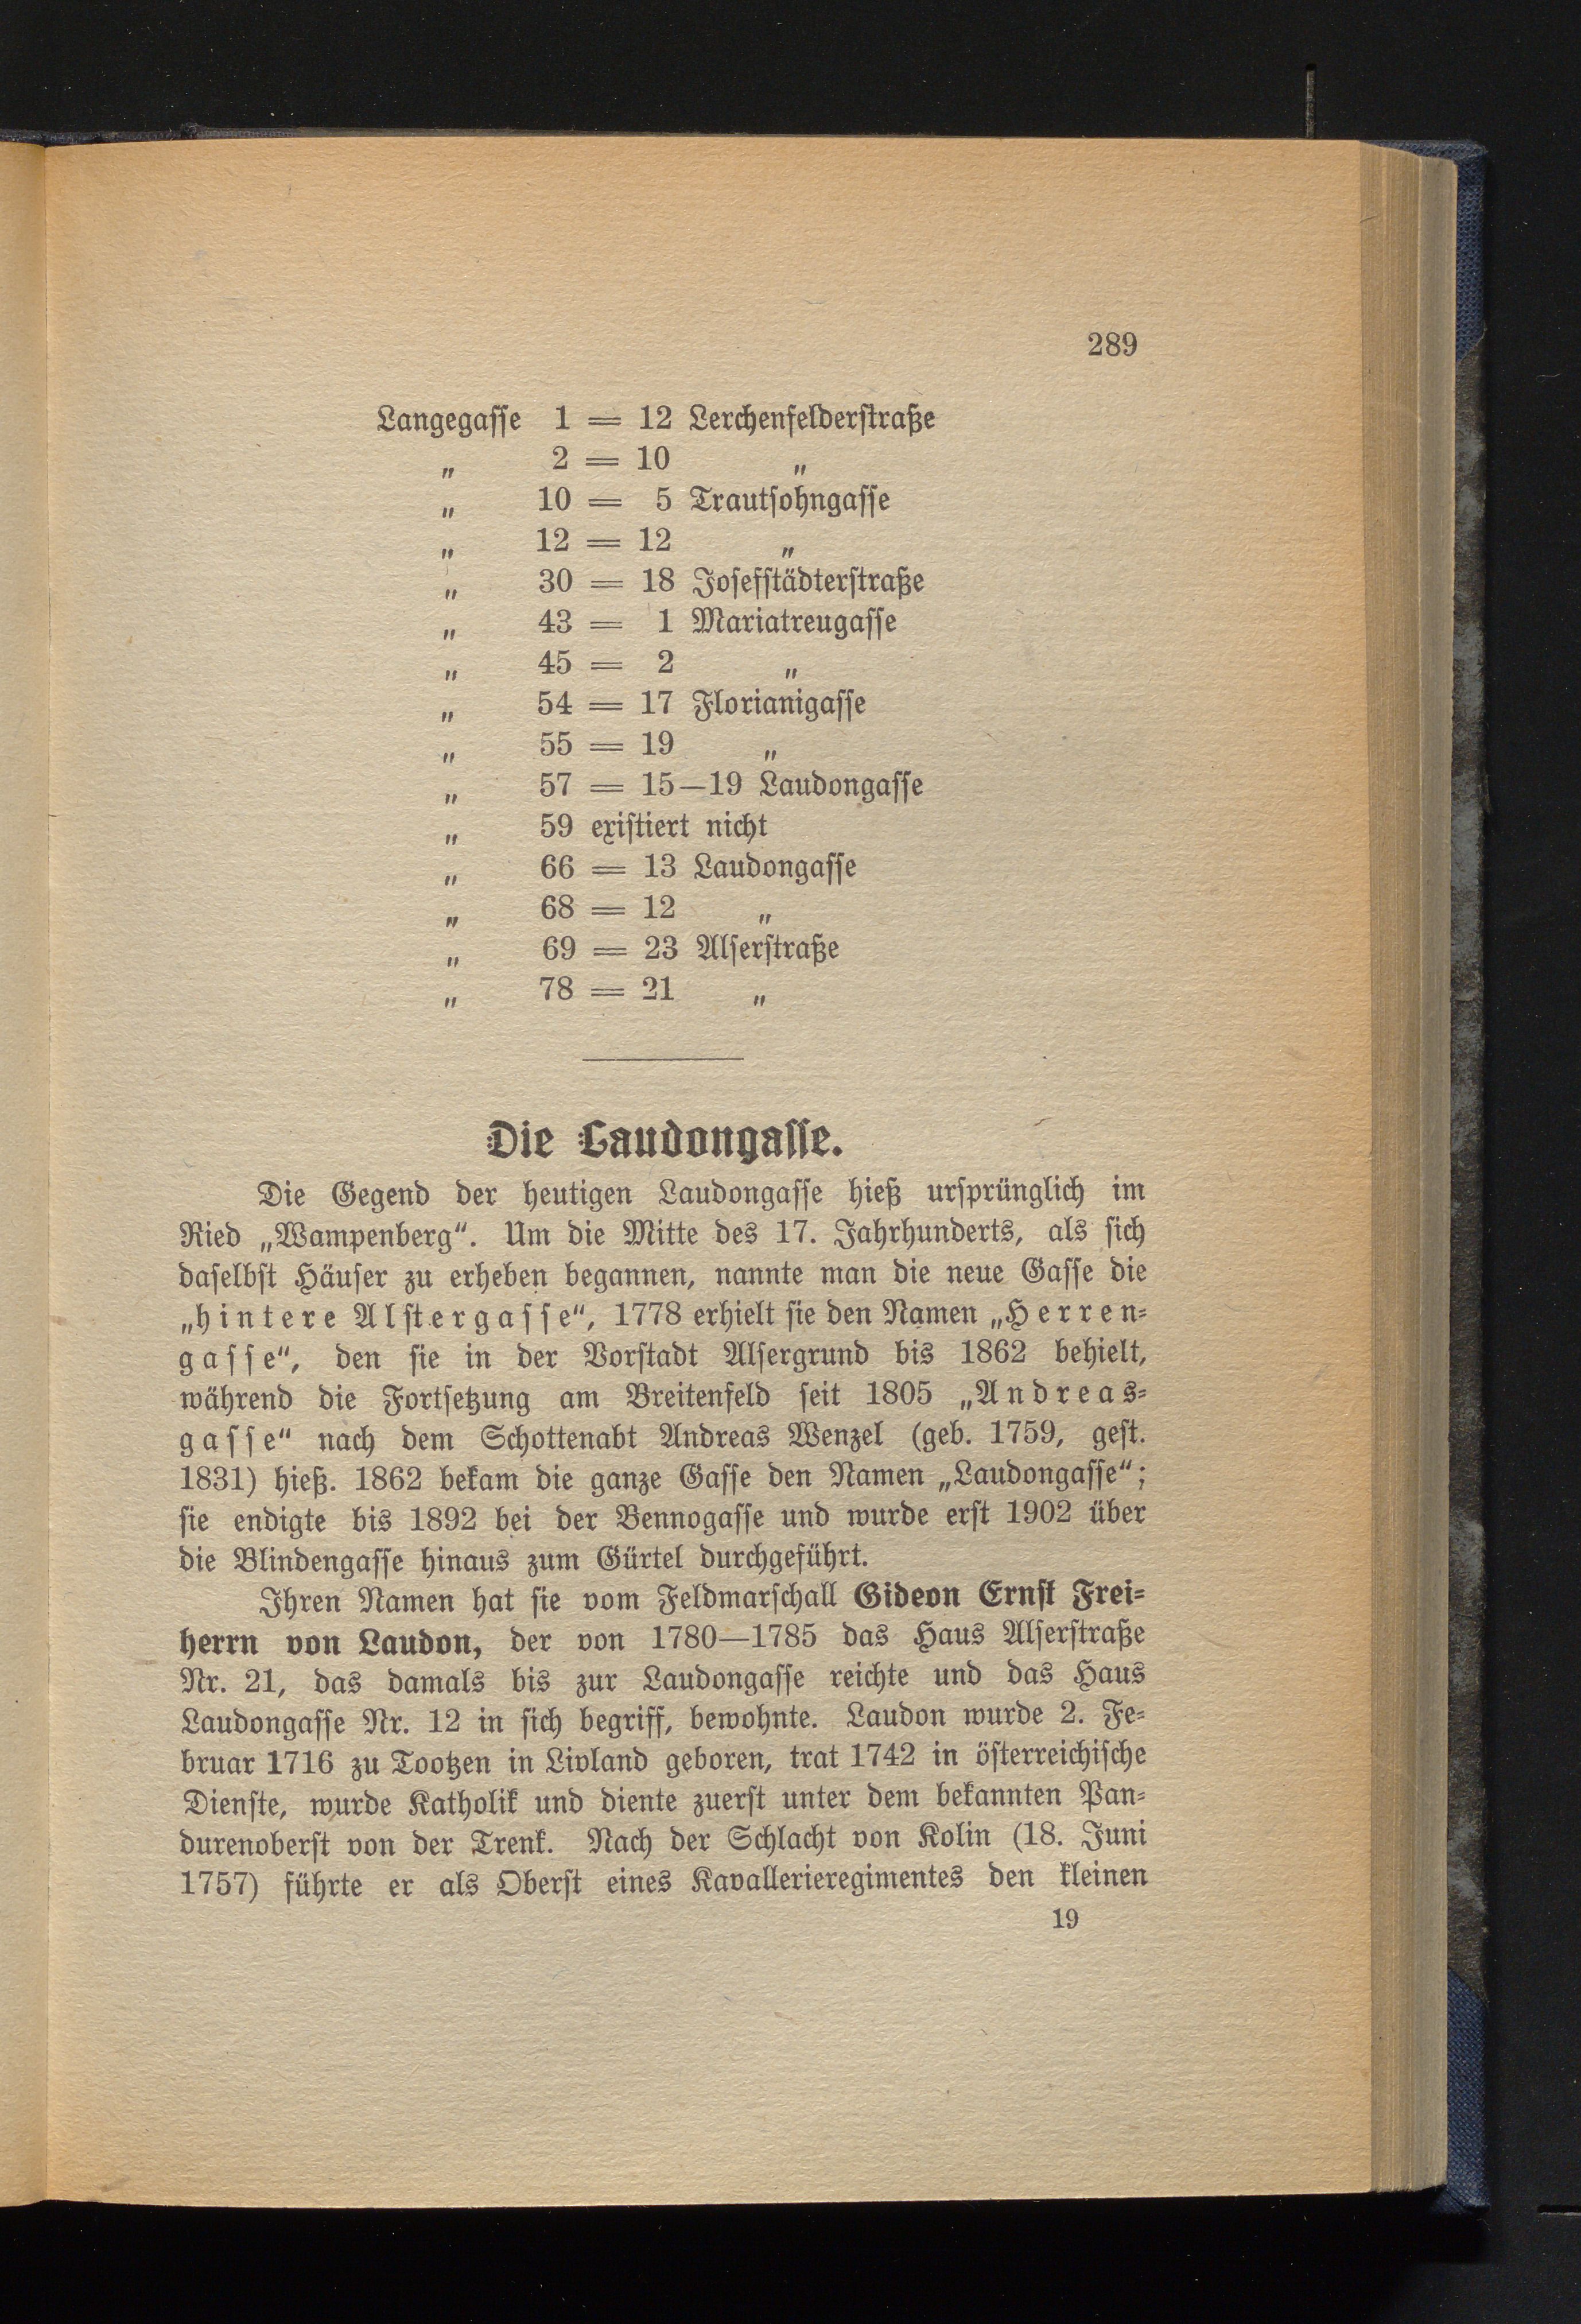 289
Langegasse 1 = 12 Lerchenfelderstraße
„ 2 = 10 „
„ 10 = 5 Trautsohngasse
„ 12 = 12 „
„ 30 = 18 Josefstädterstraße
„ 43 = 1 Mariatreugasse
„ 45 = 2 „
„ 54 = 17 Florianigasse
„ 55 = 19 „
„ 57 = 15—19 Laudongasse
„ 59 existiert nicht
„ 66 = 13 Laudongasse
„ 68 = 12 „
„ 69 = 23 Alserstraße
„ 78 = 21 „
Die Laudongasse.
Die Gegend der heutigen Laudongasse hieß ursprünglich im
Ried „Wampenberg“. Um die Mitte des 17. Jahrhunderts, als sich
daselbst Häuser zu erheben begannen, nannte man die neue Gasse die
„hintere Alstergasse“, 1778 erhielt sie den Namen „Herren-
gasse“, den sie in der Vorstadt Alsergrund bis 1862 behielt,
während die Fortsetzung am Breitenfeld seit 1805 „Andreas-
gasse“ nach dem Schottenabt Andreas Wenzel (geb. 1759, gest.
1831) hieß. 1862 bekam die ganze Gasse den Namen „Laudongasse“;
sie endigte bis 1892 bei der Bennogasse und wurde erst 1902 über
die Blindengasse hinaus zum Gürtel durchgeführt.
Ihren Namen hat sie vom Feldmarschall Gideon Ernst Frei-
herrn von Laudon, der von 1780—1785 das Haus Alserstraße
Nr. 21, das damals bis zur Laudongasse reichte und das Haus
Laudongasse Nr. 12 in sich begriff, bewohnte. Laudon wurde 2. Fe-
bruar 1716 zu Tootzen in Livland geboren, trat 1742 in österreichische
Dienste, wurde Katholik und diente zuerst unter dem bekannten Pan-
durenoberst von der Trenk. Nach der Schlacht von Kolin (18. Juni
1757) führte er als Oberst eines Kavallerieregimentes den kleinen
19